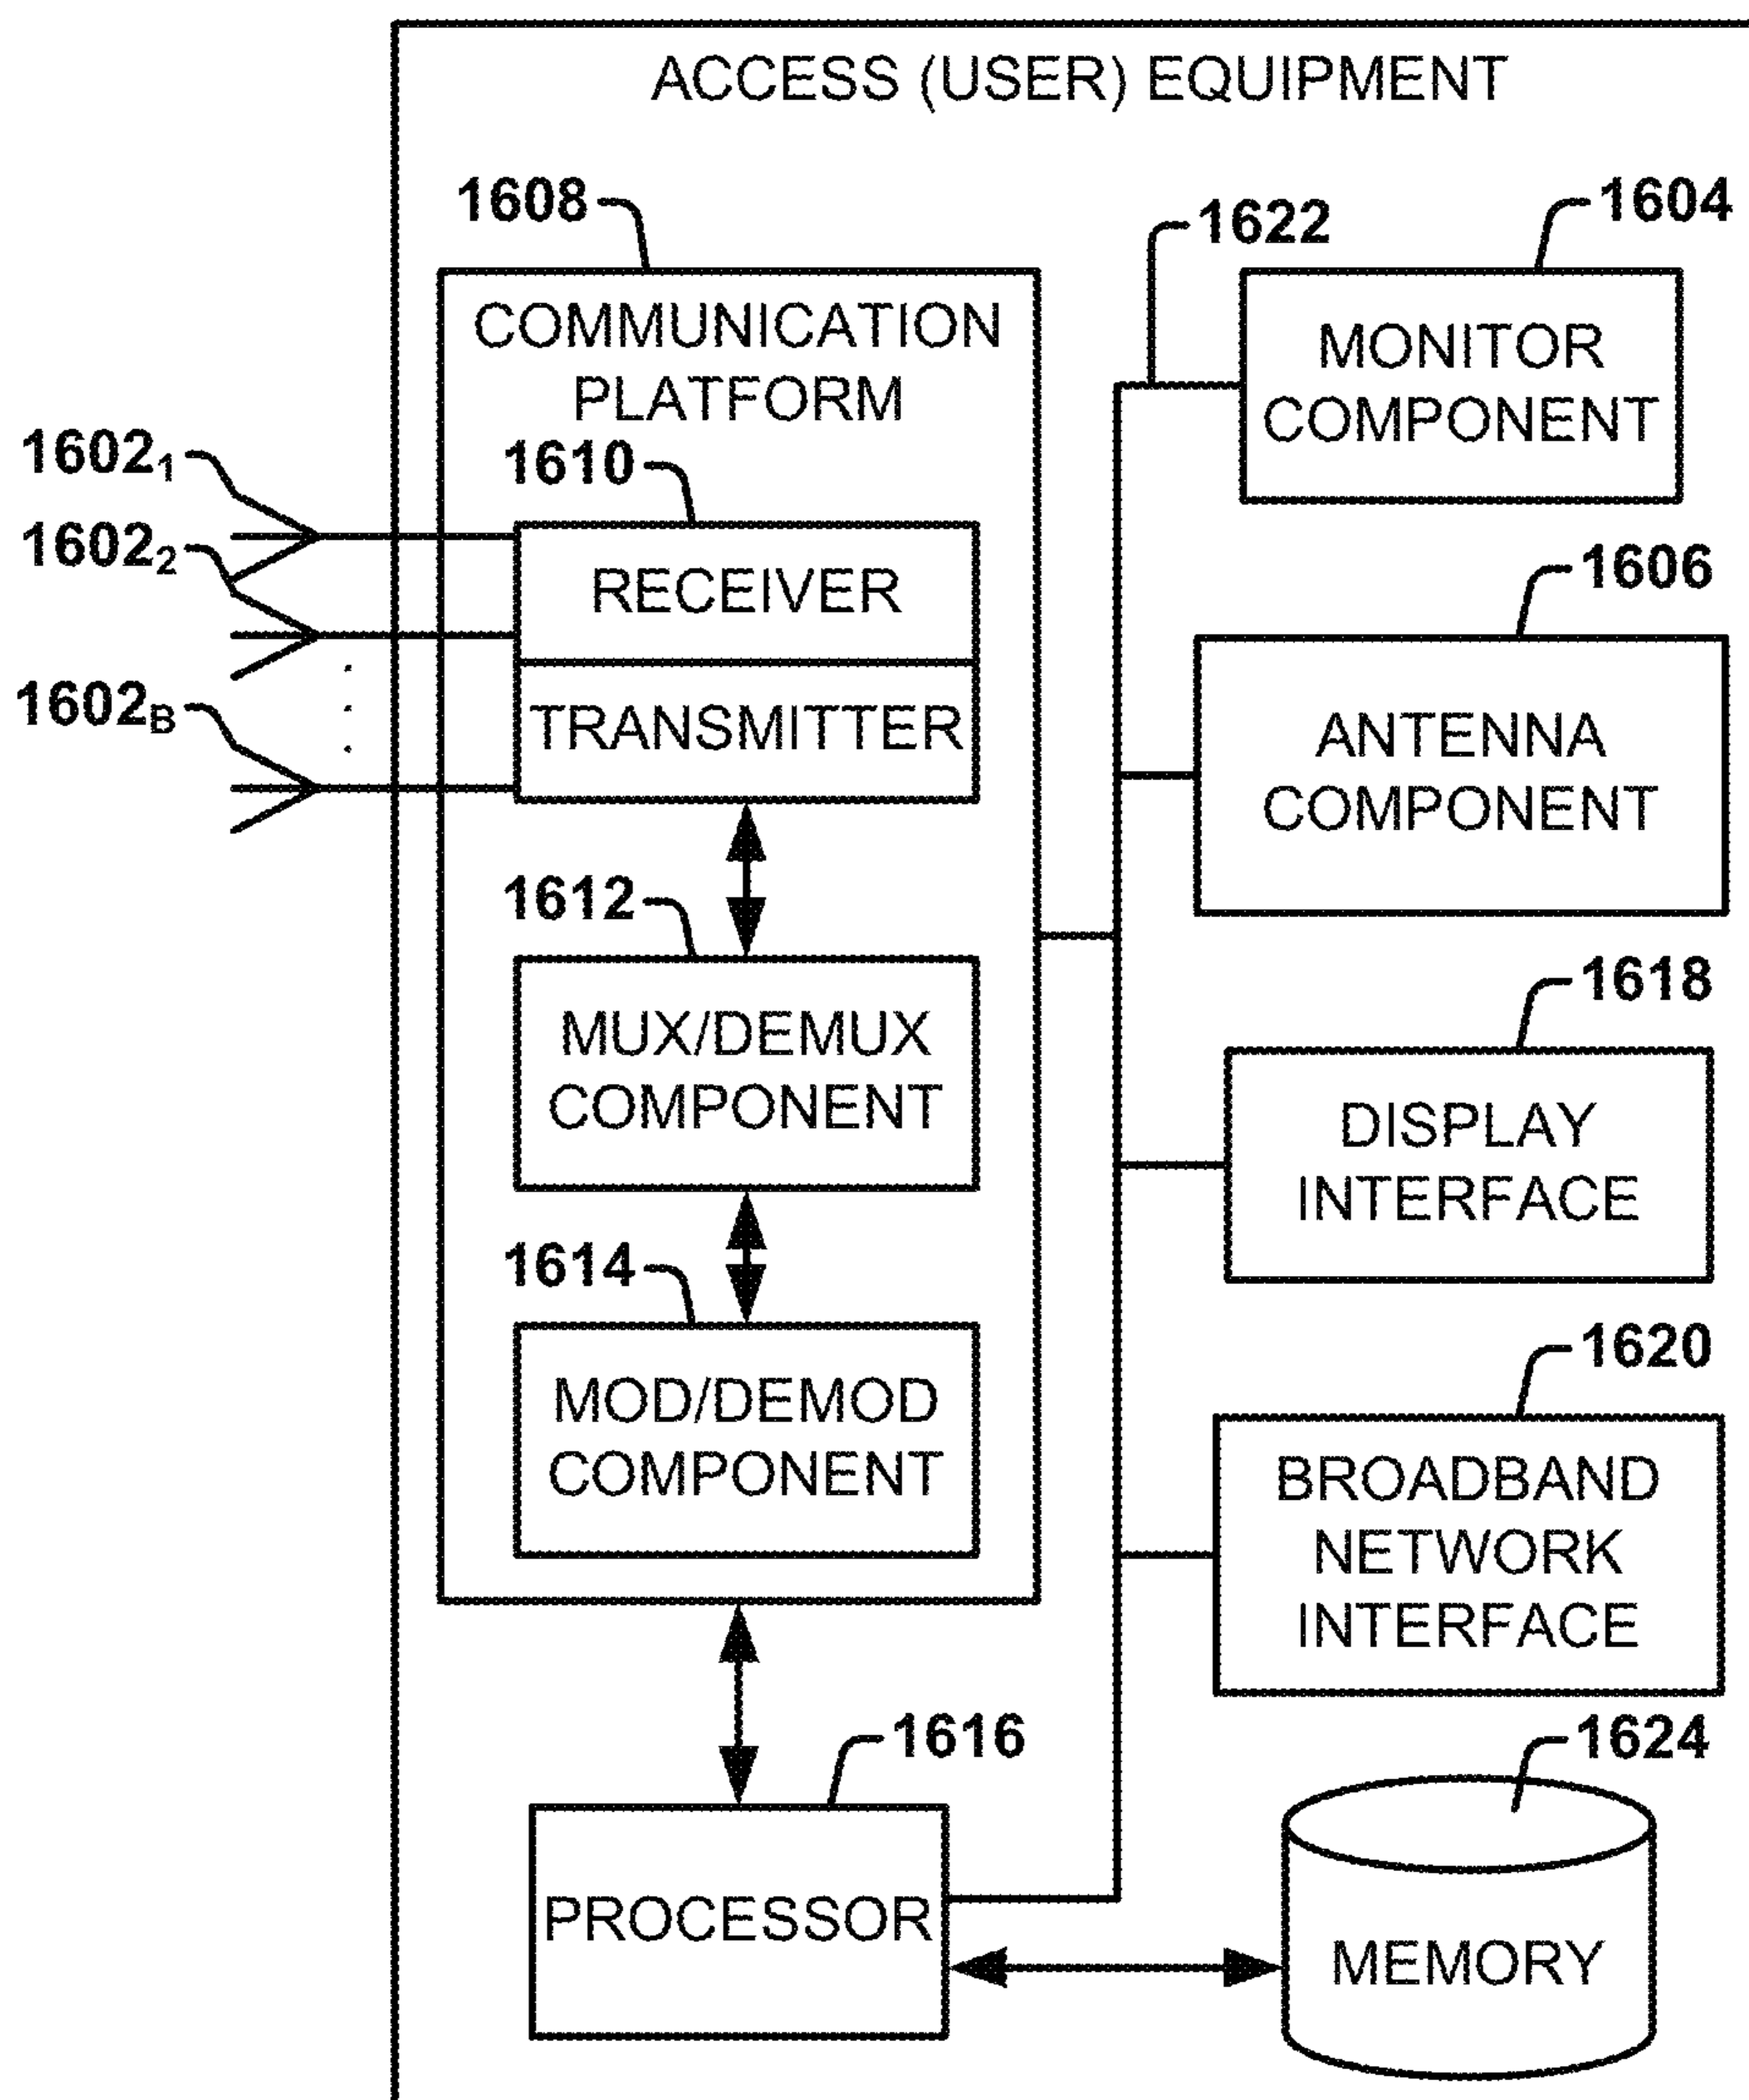 ACCESS (USER) EQUIPMENT
1608
1622
1604
COMMUNICATION
PLATFORM
MONITOR
COMPONENT
1602₁
1610
1602₂
RECEIVER
1606
1602B
TRANSMITTER
ANTENNA
COMPONENT
1612
1618
MUX/DEMUX
COMPONENT
DISPLAY
INTERFACE
1614
1620
MOD/DEMOD
COMPONENT
BROADBAND
NETWORK
INTERFACE
1616
1624
PROCESSOR
MEMORY